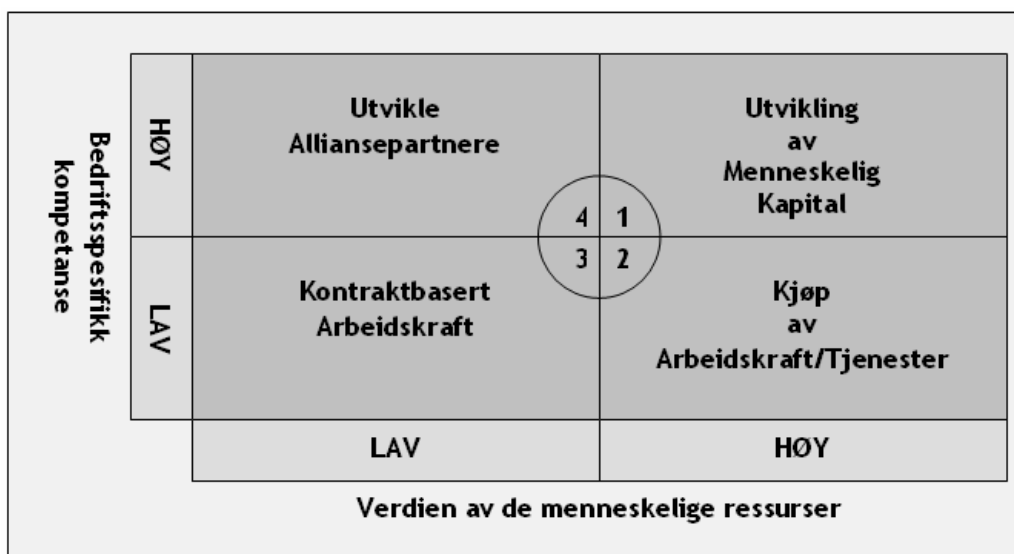 Bedriftsspesifikk
kompetanse
HØY
LAV
Utvikle
Alliansepartnere
Utvikling
av
Menneskelig
Kapital
4 1
3 2
Kontraktbasert
Arbeidskraft
Kjøp
av
Arbeidskraft/Tjenester
LAV
HØY
Verdien av de menneskelige ressurser